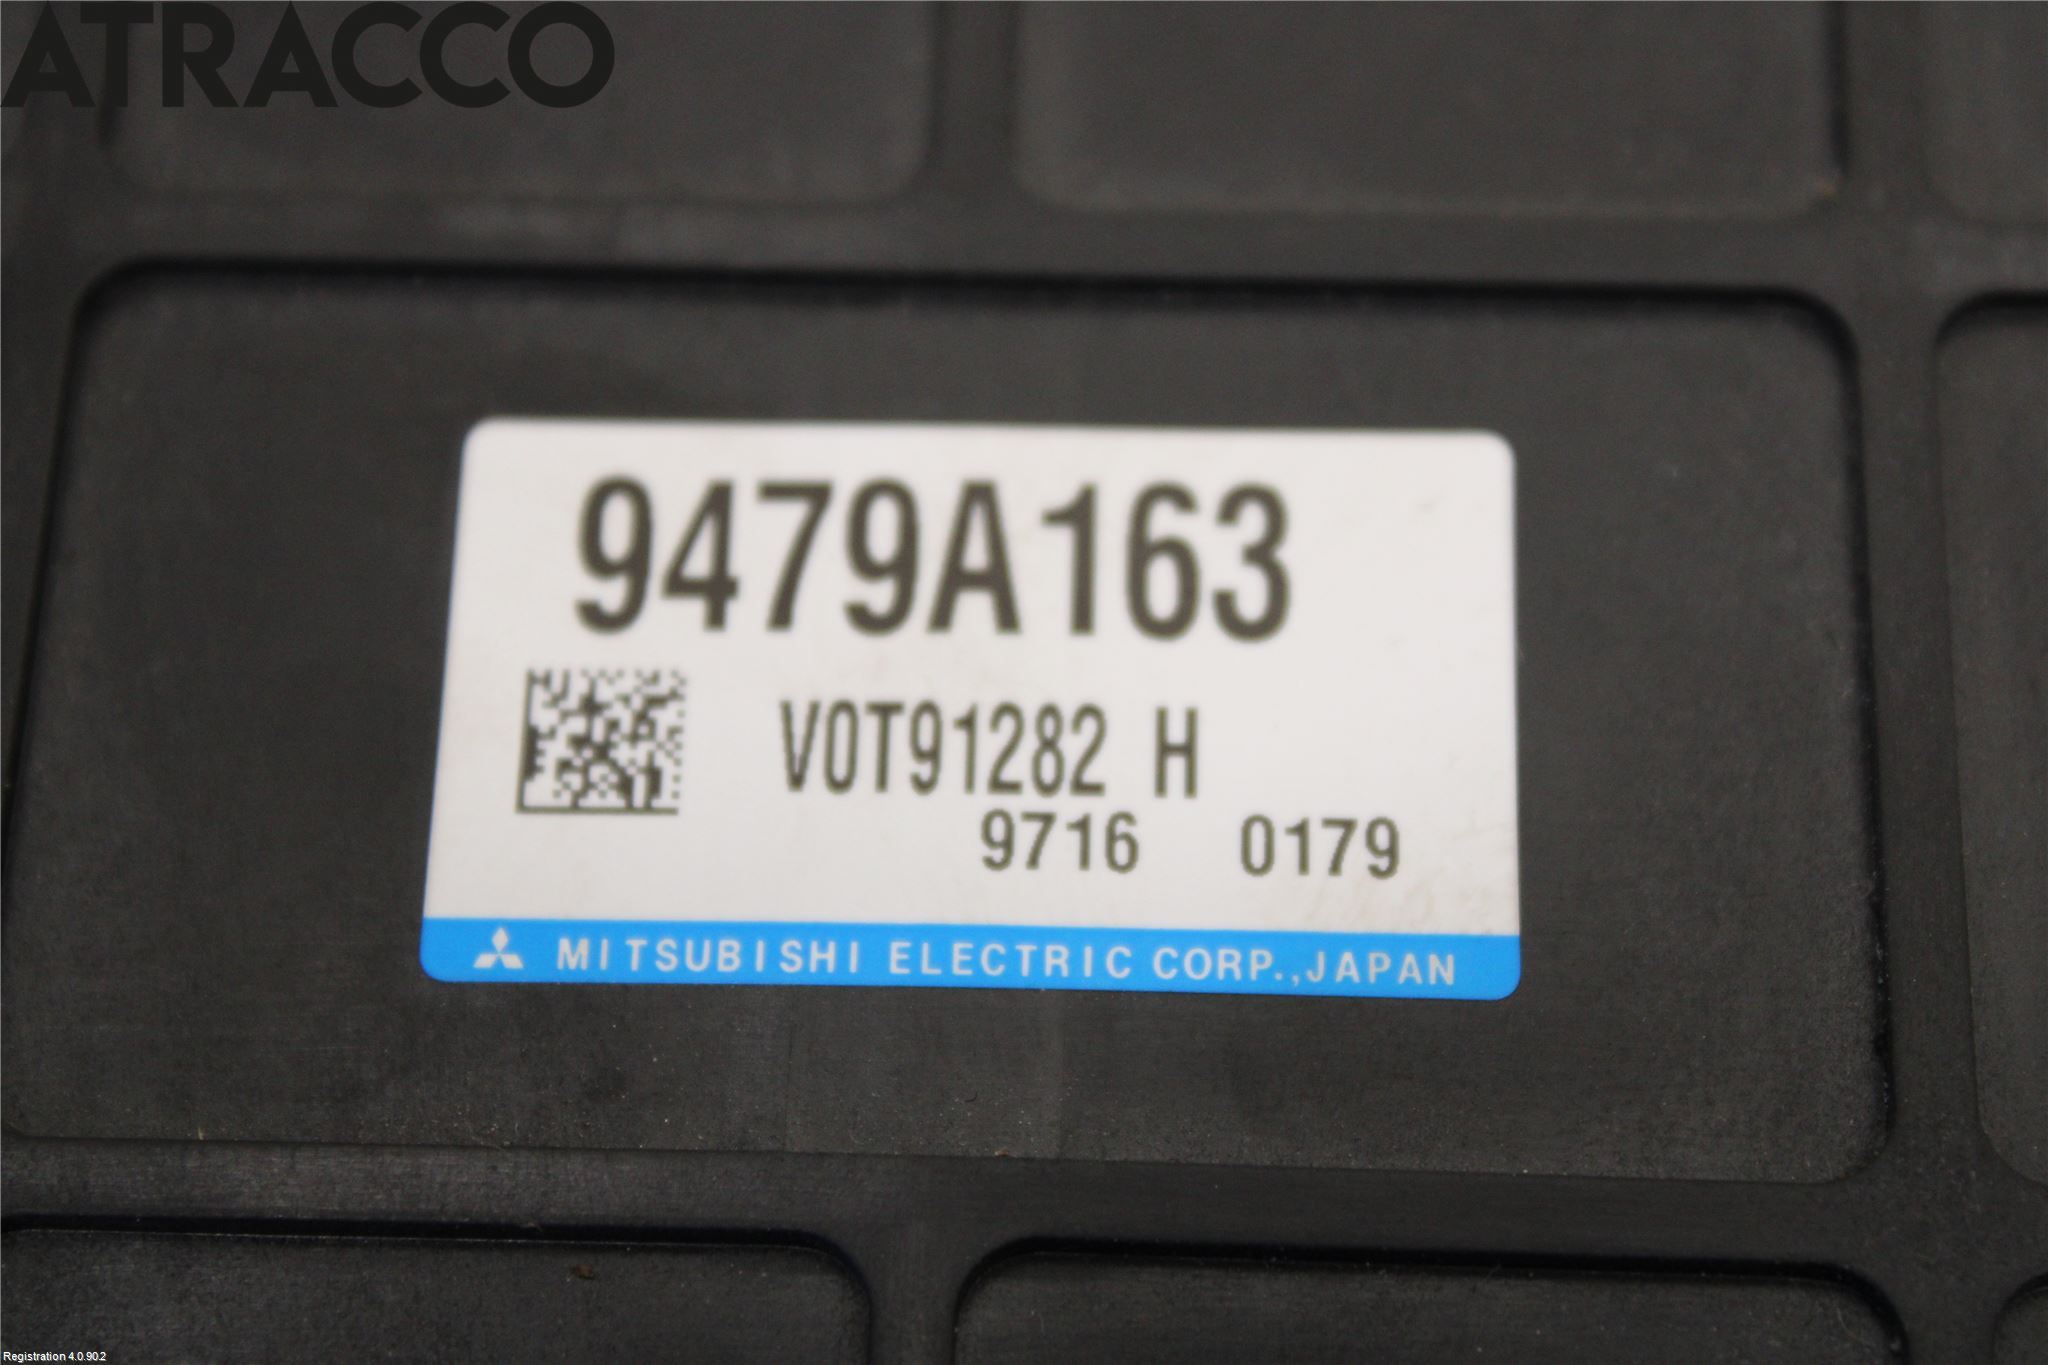 ATRACCO
9479A163
V0T91282 H
9716 0179
MITSUBISHI ELECTRIC CORP.,JAPAN
Registration 4.0.90.2